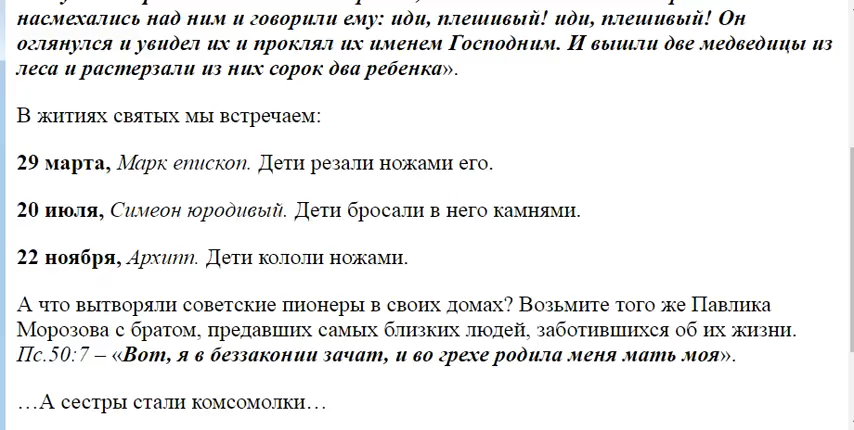 насмехались над ним и говорили ему: иди, плешивый! иди, плешивый! Он
оглянулся и увидел их и проклял их именем Господним. И вышли две медведицы из
леса и растерзали из них сорок два ребенка».
В житиях святых мы встречаем:
29 марта, Марк епископ. Дети резали ножами его.
20 июля, Симеон юродивый. Дети бросали в него камнями.
22 ноября, Архипп. Дети кололи ножами.
А что вытворяли советские пионеры в своих домах? Возьмите того же Павлика
Морозова с братом, предавших самых близких людей, заботившихся об их жизни.
Пс.50:7 – «Вот, я в беззаконии зачат, и во грехе родила меня мать моя».
…А сестры стали комсомолки…